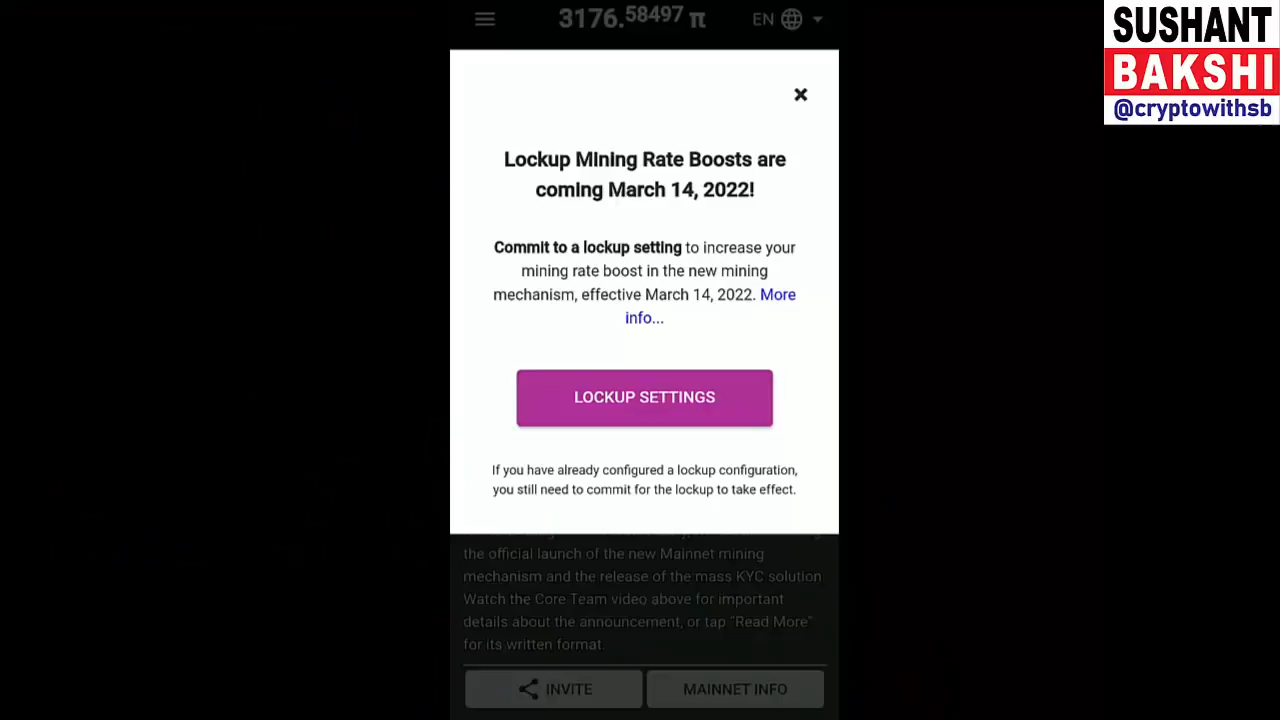 3176.58497 π
EN
SUSHANT
BAKSHI
@cryptowithsb
Lockup Mining Rate Boosts are
coming March 14, 2022!
Commit to a lockup setting to increase your
mining rate boost in the new mining
mechanism, effective March 14, 2022. More
info...
LOCKUP SETTINGS
If you have already configured a lockup configuration,
you still need to commit for the lockup to take effect.
the official launch of the new Mainnet mining
mechanism and the release of the mass KYC solution
Watch the Core Team video above for important
details about the announcement, or tap "Read More"
for its written format.
INVITE
MAINNET INFO